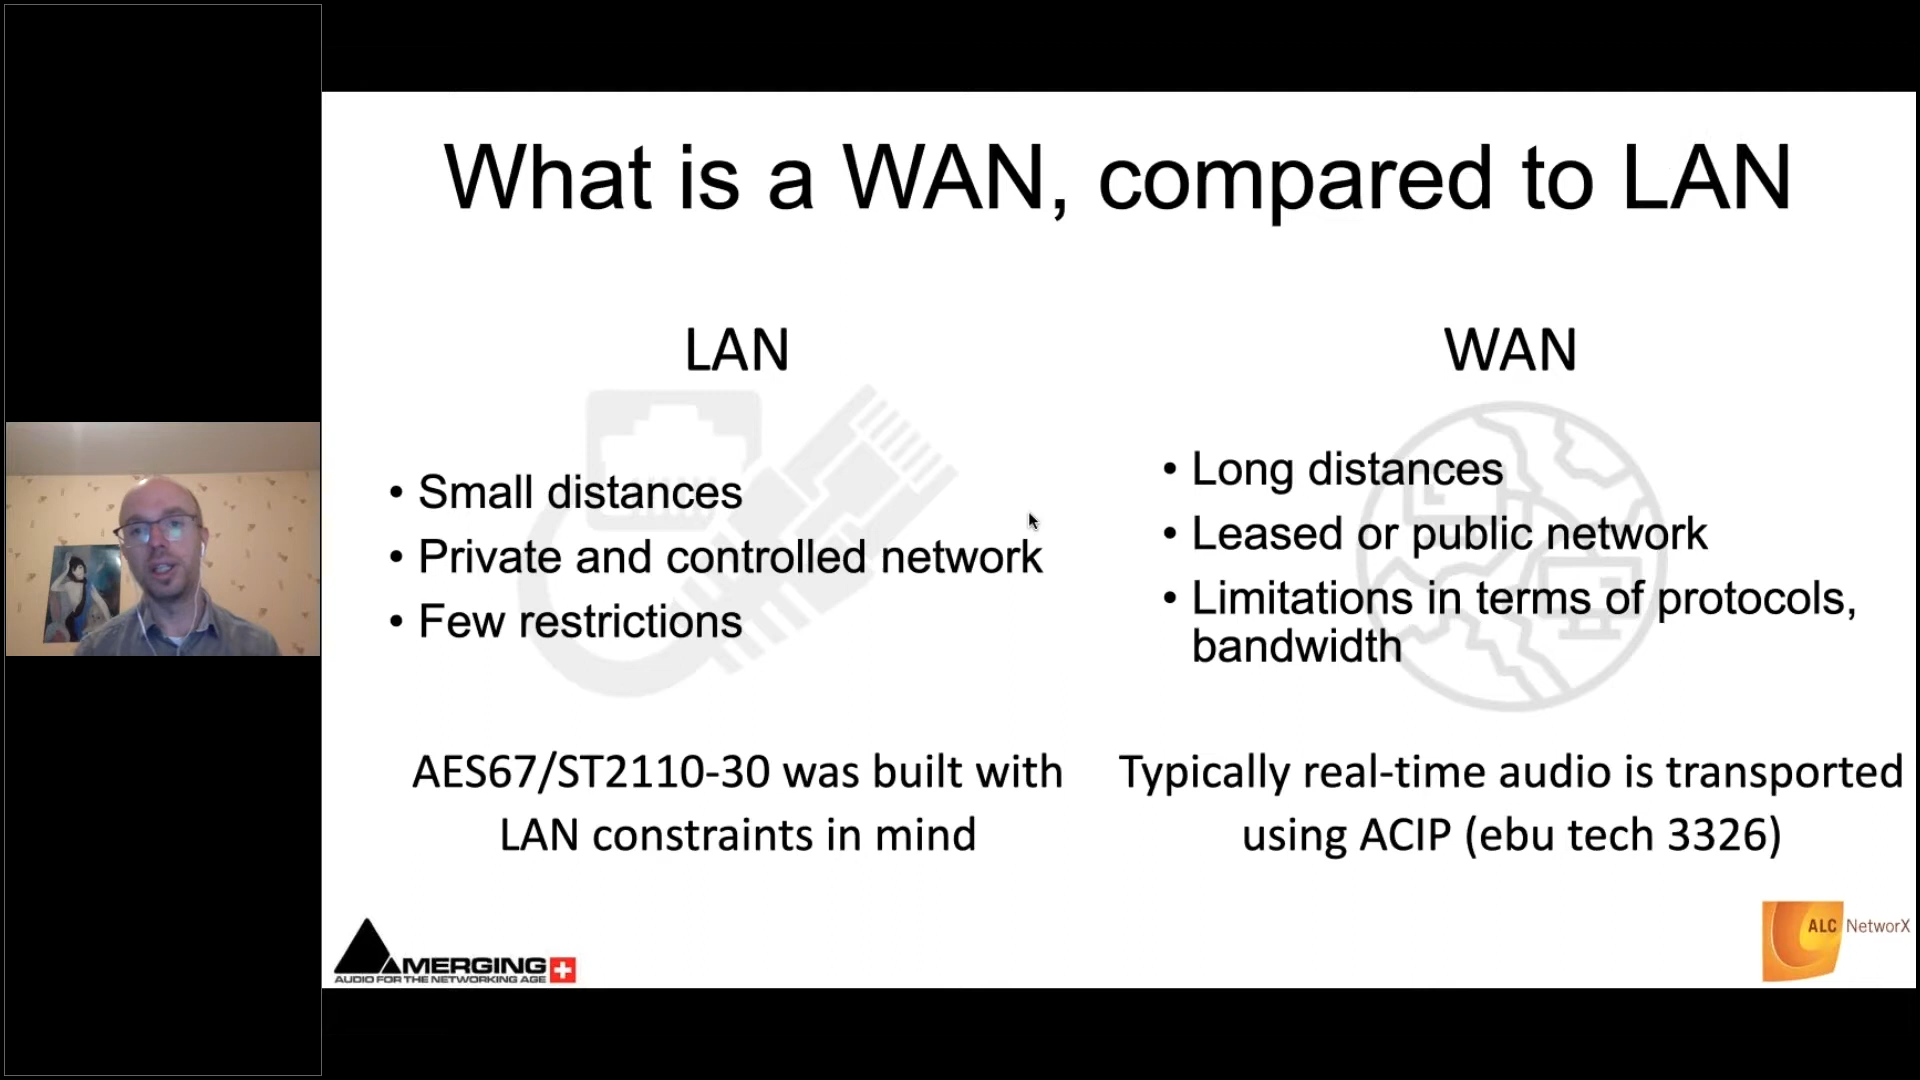 What is a WAN, compared to LAN
LAN
• Small distances
• Private and controlled network
• Few restrictions
AES67/ST2110-30 was built with
LAN constraints in mind
WAN
• Long distances
• Leased or public network
• Limitations in terms of protocols,
bandwidth
Typically real-time audio is transported
using ACIP (ebu tech 3326)
MERGING
AUDIO FOR THE NETWORKING AGE
ALC NetworX